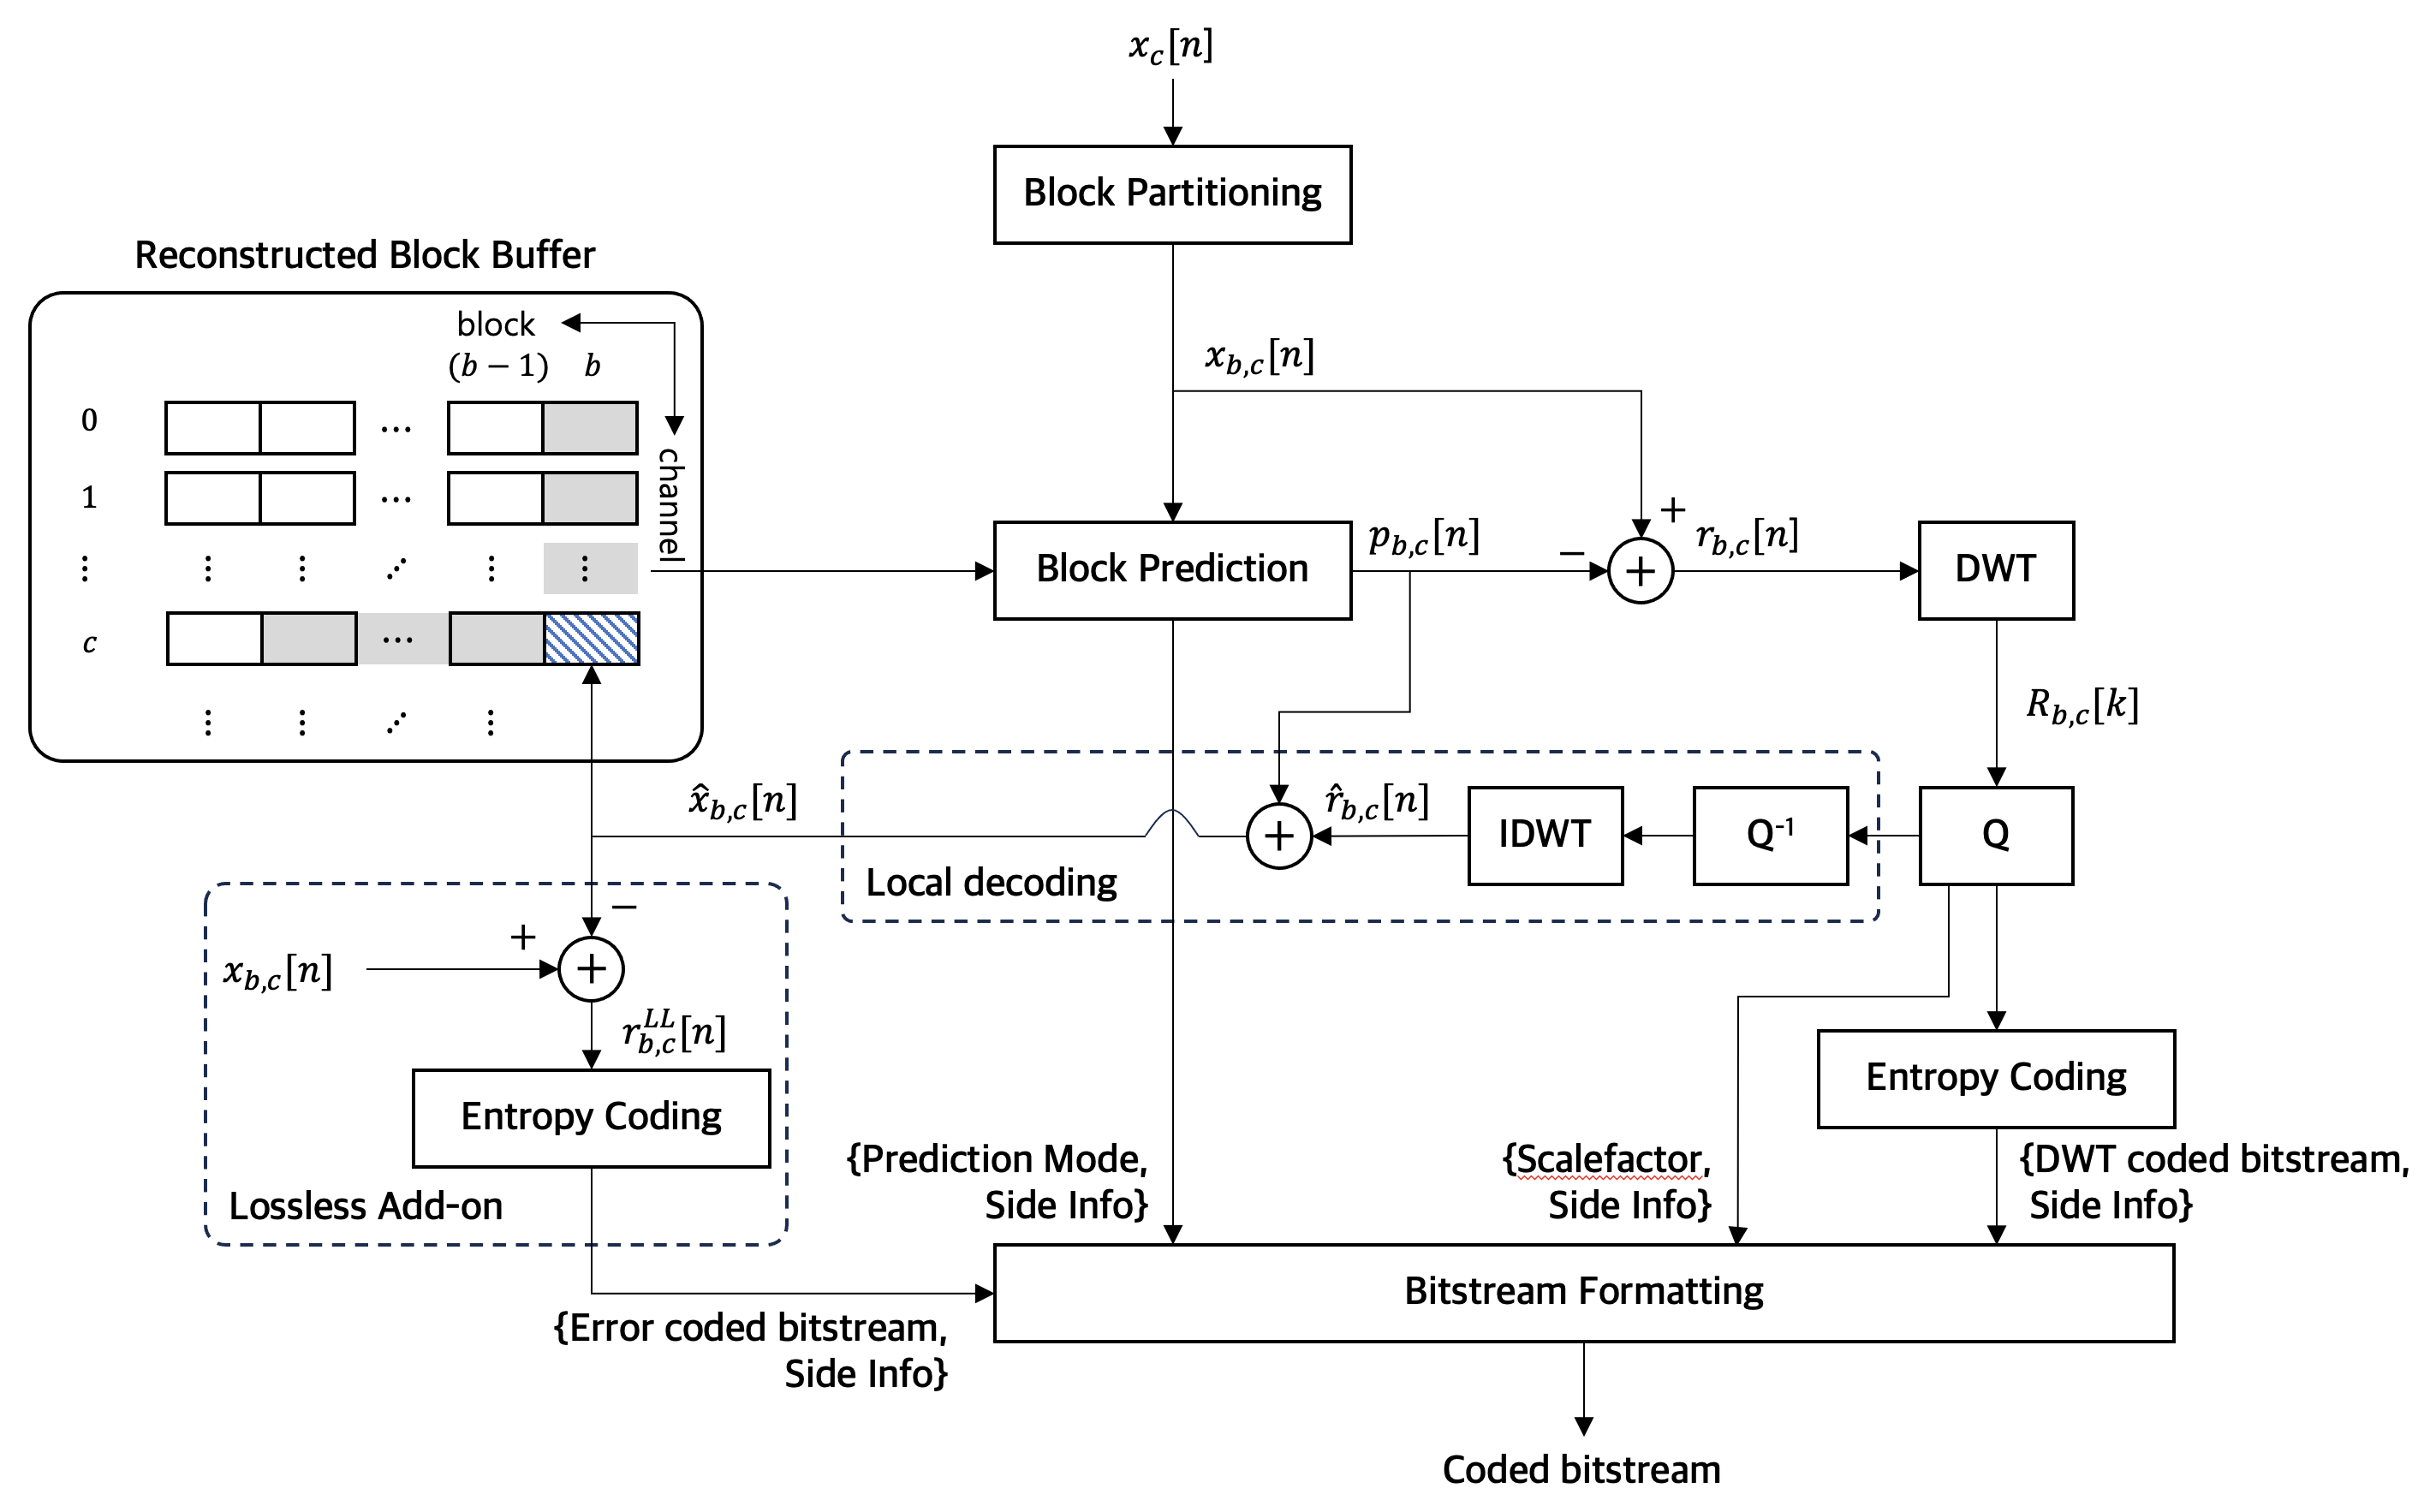 x_c[n]
Block Partitioning
Reconstructed Block Buffer
block
(b − 1) b
x_{b,c}[n]
0 ⋯
1 ⋯
channel
⋮ ⋮ ⋮ ⋰ ⋮ ⋮
c ⋯
⋮ ⋮ ⋰ ⋮
Block Prediction
p_{b,c}[n]
−
+
+
r_{b,c}[n]
DWT
R_{b,c}[k]
x̂_{b,c}[n]
+
r̂_{b,c}[n]
IDWT
Q⁻¹
Q
Local decoding
−
+
x_{b,c}[n]
+
r^{LL}_{b,c}[n]
Entropy Coding
Lossless Add-on
Entropy Coding
{Prediction Mode,
Side Info}
{Scalefactor,
Side Info}
{DWT coded bitstream,
Side Info}
Bitstream Formatting
{Error coded bitstream,
Side Info}
Coded bitstream